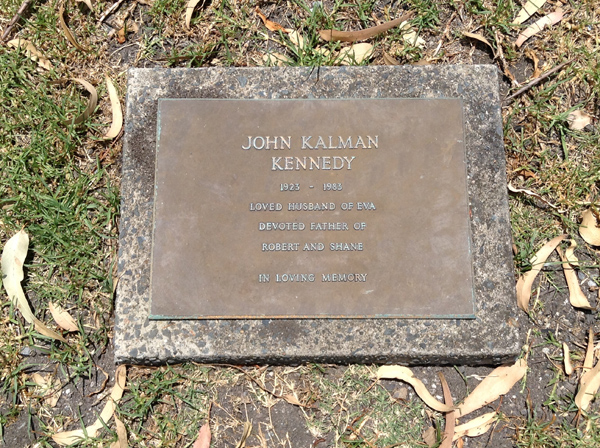 JOHN KALMAN
KENNEDY
1923 - 1983
LOVED HUSBAND OF EVA
DEVOTED FATHER OF
ROBERT AND SHANE
IN LOVING MEMORY